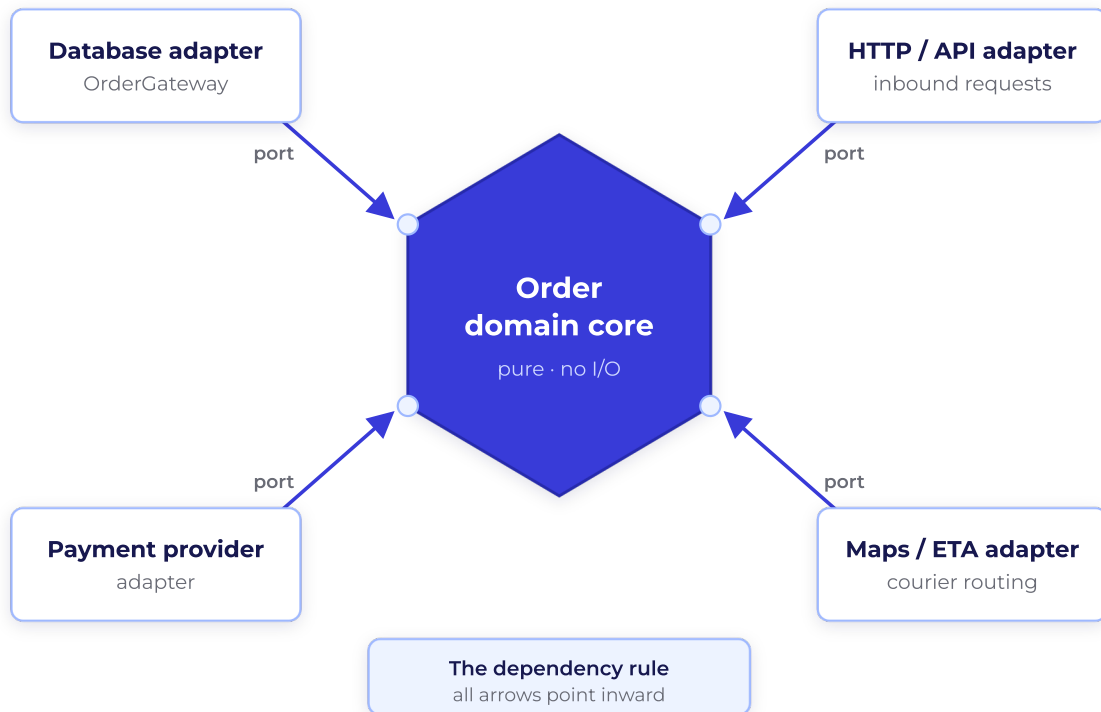 Database adapter
OrderGateway
HTTP / API adapter
inbound requests
port
port
Order
domain core
pure · no I/O
port
port
Payment provider
adapter
Maps / ETA adapter
courier routing
The dependency rule
all arrows point inward